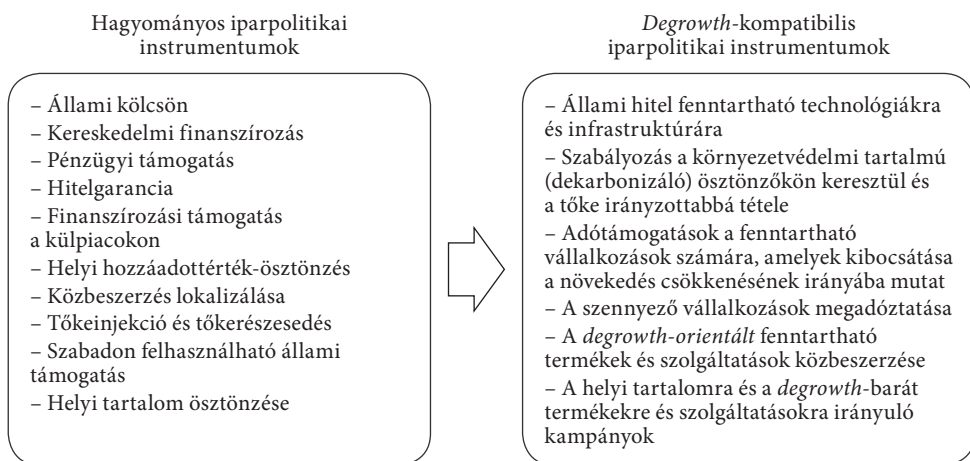 Hagyományos iparpolitikai
instrumentumok
– Állami kölcsön
– Kereskedelmi finanszírozás
– Pénzügyi támogatás
– Hitelgarancia
– Finanszírozási támogatás
a külpiacokon
– Helyi hozzáadottérték-ösztönzés
– Közbeszerzés lokalizálása
– Tőkeinjekció és tőkerészesedés
– Szabadon felhasználható állami
támogatás
– Helyi tartalom ösztönzése
Degrowth-kompatibilis
iparpolitikai instrumentumok
– Állami hitel fenntartható technológiákra
és infrastruktúrára
– Szabályozás a környezetvédelmi tartalmú
(dekarbonizáló) ösztönzőkön keresztül és
a tőke irányzottabbá tétele
– Adótámogatások a fenntartható
vállalkozások számára, amelyek kibocsátása
a növekedés csökkenésének irányába mutat
– A szennyező vállalkozások megadóztatása
– A degrowth-orientált fenntartható
termékek és szolgáltatások közbeszerzése
– A helyi tartalomra és a degrowth-barát
termékekre és szolgáltatásokra irányuló
kampányok